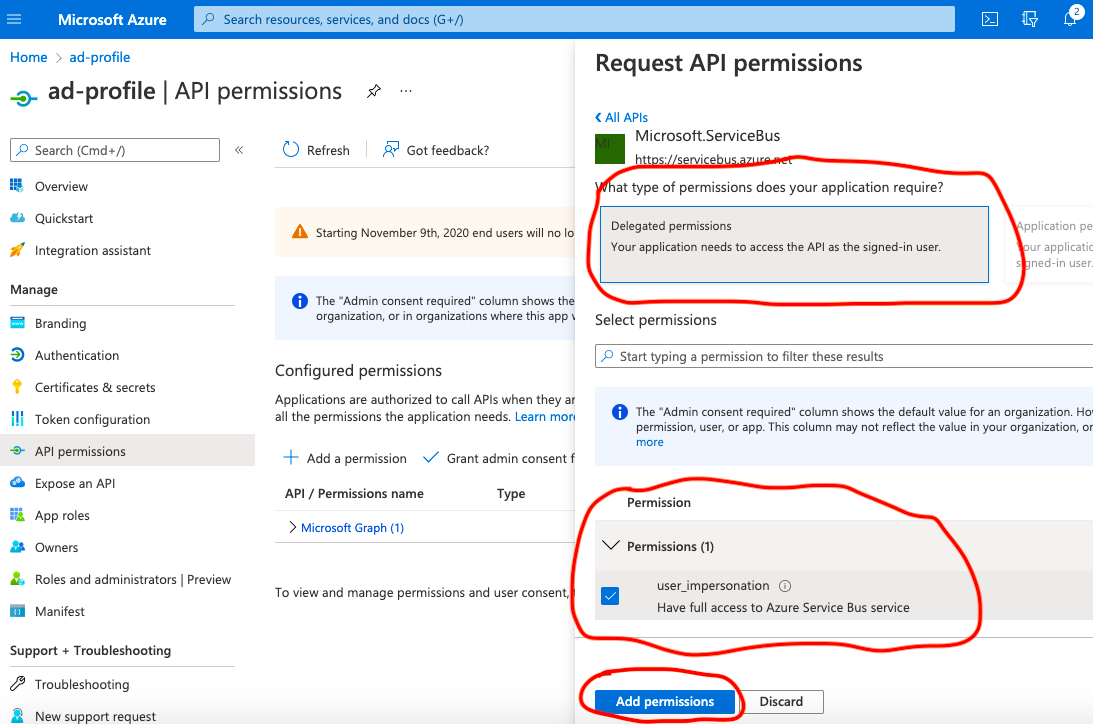 Microsoft Azure
Search resources, services, and docs (G+/)
2
Home > ad-profile
ad-profile | API permissions
...
Search (Cmd+/)
«
Overview
Quickstart
Integration assistant
Manage
Branding
Authentication
Certificates & secrets
Token configuration
API permissions
Expose an API
App roles
Owners
Roles and administrators | Preview
Manifest
Support + Troubleshooting
Troubleshooting
New support request
Refresh
Got feedback?
Starting November 9th, 2020 end users will no lo
The "Admin consent required" column shows the
organization, or in organizations where this app w
Configured permissions
Applications are authorized to call APIs when they ar
all the permissions the application needs. Learn more
Add a permission
Grant admin consent f
API / Permissions name Type
Microsoft Graph (1)
To view and manage permissions and user consent,
Request API permissions
All APIs
MI
Microsoft.ServiceBus
https://servicebus.azure.net
What type of permissions does your application require?
Delegated permissions
Your application needs to access the API as the signed-in user.
Application pe
Your applicatio
signed-in user.
Select permissions
Start typing a permission to filter these results
The "Admin consent required" column shows the default value for an organization. Ho
permission, user, or app. This column may not reflect the value in your organization, or
more
Permission
Permissions (1)
user_impersonation
Have full access to Azure Service Bus service
Add permissions
Discard